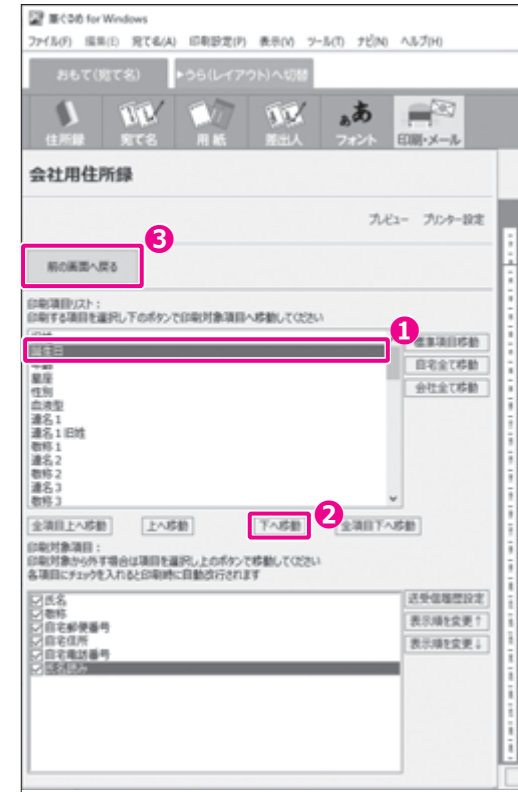 筆ぐるめ for Windows
ファイル(F) 編集(E) 宛て名(A) 印刷設定(P) 表示(V) ツール(T) ナビ(N) ヘルプ(H)
おもて(宛て名) ▶うら(レイアウト)へ切替
住所録 宛て名 用紙 差出人 フォント 印刷・メール
会社用住所録
プレビュー プリンター設定
3
前の画面へ戻る
印刷項目リスト：
印刷する項目を選択し下のボタンで印刷対象項目へ移動してください
1
誕生日 標準項目移動
年齢 自宅全て移動
星座 会社全て移動
性別
血液型
連名1
連名1旧姓
敬称1
連名2
敬称2
連名3
敬称3
全項目上へ移動 上へ移動 下へ移動 2 全項目下へ移動
印刷対象項目：
印刷対象から外す場合は項目を選択し上のボタンで移動してください
各項目にチェックを入れると印刷時に自動改行されます
氏名 送受信履歴設定
敬称 表示順を変更↑
自宅郵便番号 表示順を変更↓
自宅住所
自宅電話番号
氏名読み